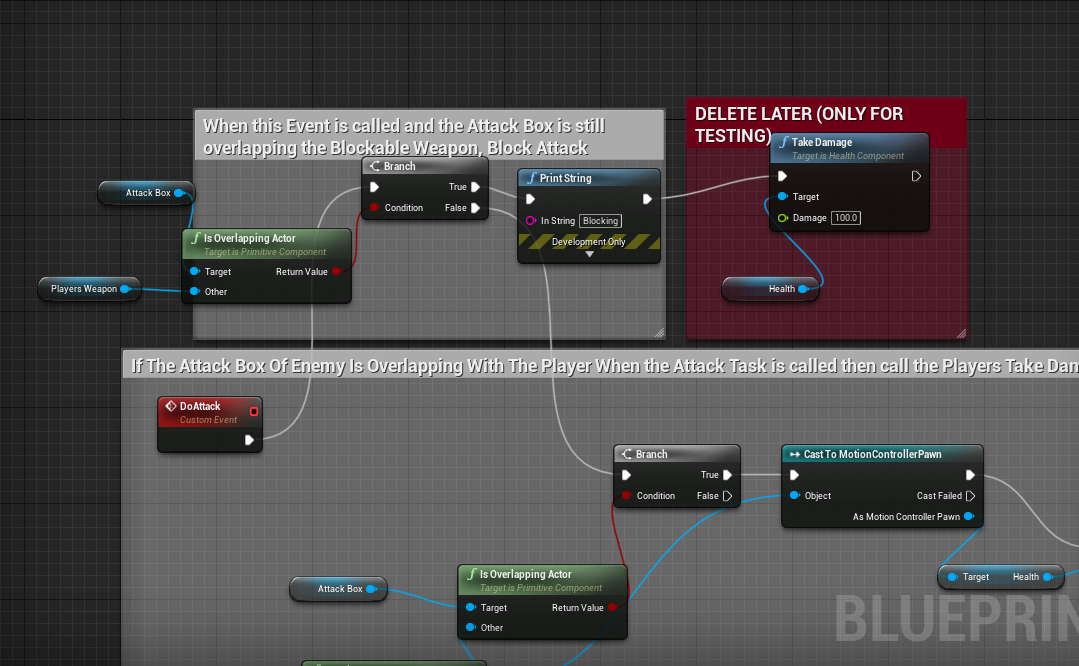 When this Event is called and the Attack Box is still
overlapping the Blockable Weapon, Block Attack
DELETE LATER (ONLY FOR
TESTING)
Take Damage
Target is Health Component
Target
Damage 100.0
Health
Branch
True
Condition
False
Print String
In String Blocking
Development Only
Attack Box
Is Overlapping Actor
Target is Primitive Component
Target
Return Value
Other
Players Weapon
If The Attack Box Of Enemy Is Overlapping With The Player When the Attack Task is called then call the Players Take Dam
DoAttack
Custom Event
Branch
True
Condition
False
Cast To MotionControllerPawn
Object
Cast Failed
As Motion Controller Pawn
Target
Health
Attack Box
Is Overlapping Actor
Target is Primitive Component
Target
Return Value
Other
BLUEPRIN